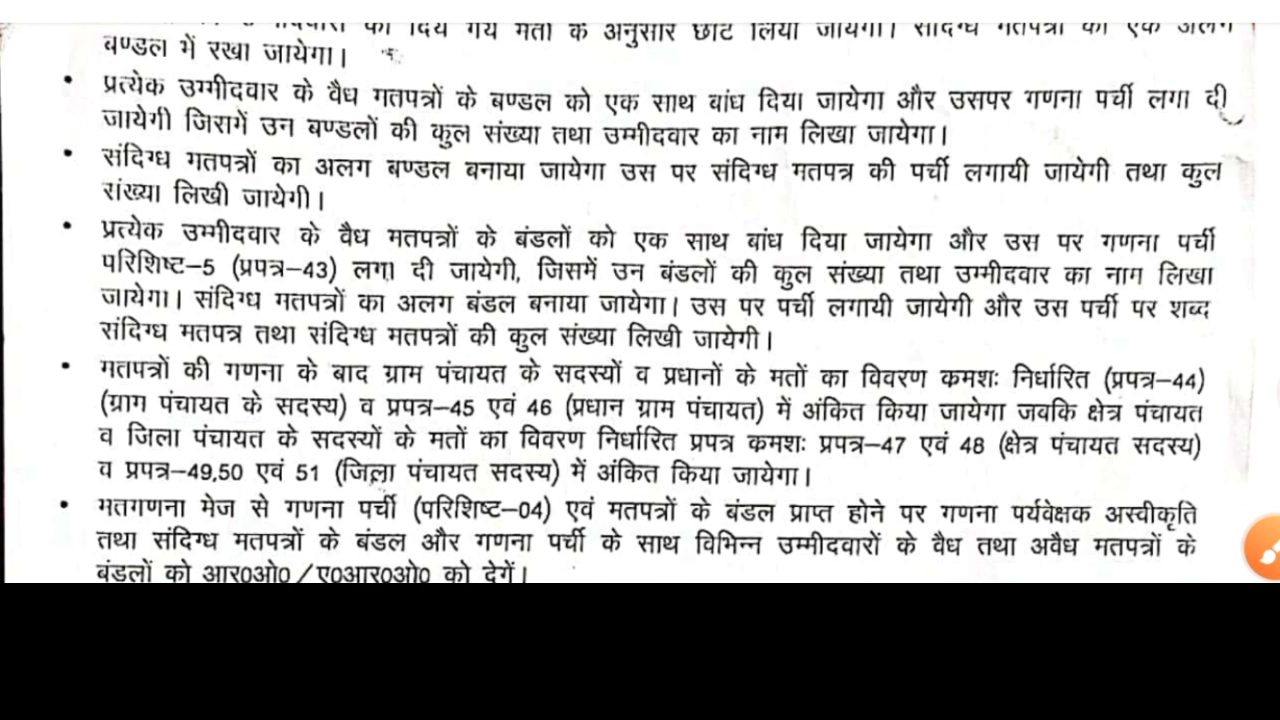 दिये गये मतों के अनुसार छांट लिया जायेगा। संदिग्ध मतपत्रों का एक अलग
बण्डल में रखा जायेगा।
• प्रत्येक उम्मीदवार के वैध मतपत्रों के बण्डल को एक साथ बांध दिया जायेगा और उसपर गणना पर्ची लगा दी
जायेगी जिसमें उन बण्डलों की कुल संख्या तथा उम्मीदवार का नाम लिखा जायेगा।
• संदिग्ध मतपत्रों का अलग बण्डल बनाया जायेगा उस पर संदिग्ध मतपत्र की पर्ची लगायी जायेगी तथा कुल
संख्या लिखी जायेगी।
• प्रत्येक उम्मीदवार के वैध मतपत्रों के बंडलों को एक साथ बांध दिया जायेगा और उस पर गणना पर्ची
परिशिष्ट–5 (प्रपत्र–43) लगा दी जायेगी, जिसमें उन बंडलों की कुल संख्या तथा उम्मीदवार का नाम लिखा
जायेगा। संदिग्ध मतपत्रों का अलग बंडल बनाया जायेगा। उस पर पर्ची लगायी जायेगी और उस पर्ची पर शब्द
संदिग्ध मतपत्र तथा संदिग्ध मतपत्रों की कुल संख्या लिखी जायेगी।
• मतपत्रों की गणना के बाद ग्राम पंचायत के सदस्यों व प्रधानों के मतों का विवरण कमशः निर्धारित (प्रपत्र–44)
(ग्राम पंचायत के सदस्य) व प्रपत्र–45 एवं 46 (प्रधान ग्राम पंचायत) में अंकित किया जायेगा जबकि क्षेत्र पंचायत
व जिला पंचायत के सदस्यों के मतों का विवरण निर्धारित प्रपत्र कमशः प्रपत्र–47 एवं 48 (क्षेत्र पंचायत सदस्य)
व प्रपत्र–49,50 एवं 51 (जिला पंचायत सदस्य) में अंकित किया जायेगा।
• मतगणना मेज से गणना पर्ची (परिशिष्ट–04) एवं मतपत्रों के बंडल प्राप्त होने पर गणना पर्यवेक्षक अस्वीकृति
तथा संदिग्ध मतपत्रों के बंडल और गणना पर्ची के साथ विभिन्न उम्मीदवारों के वैध तथा अवैध मतपत्रों के
बंडलों को आर0ओ0/ए0आर0ओ0 को देगें।